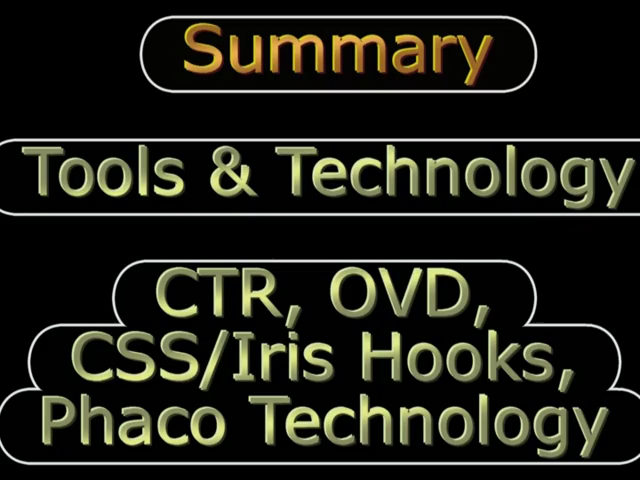 Summary
Tools & Technology
CTR, OVD,
CSS/Iris Hooks,
Phaco Technology